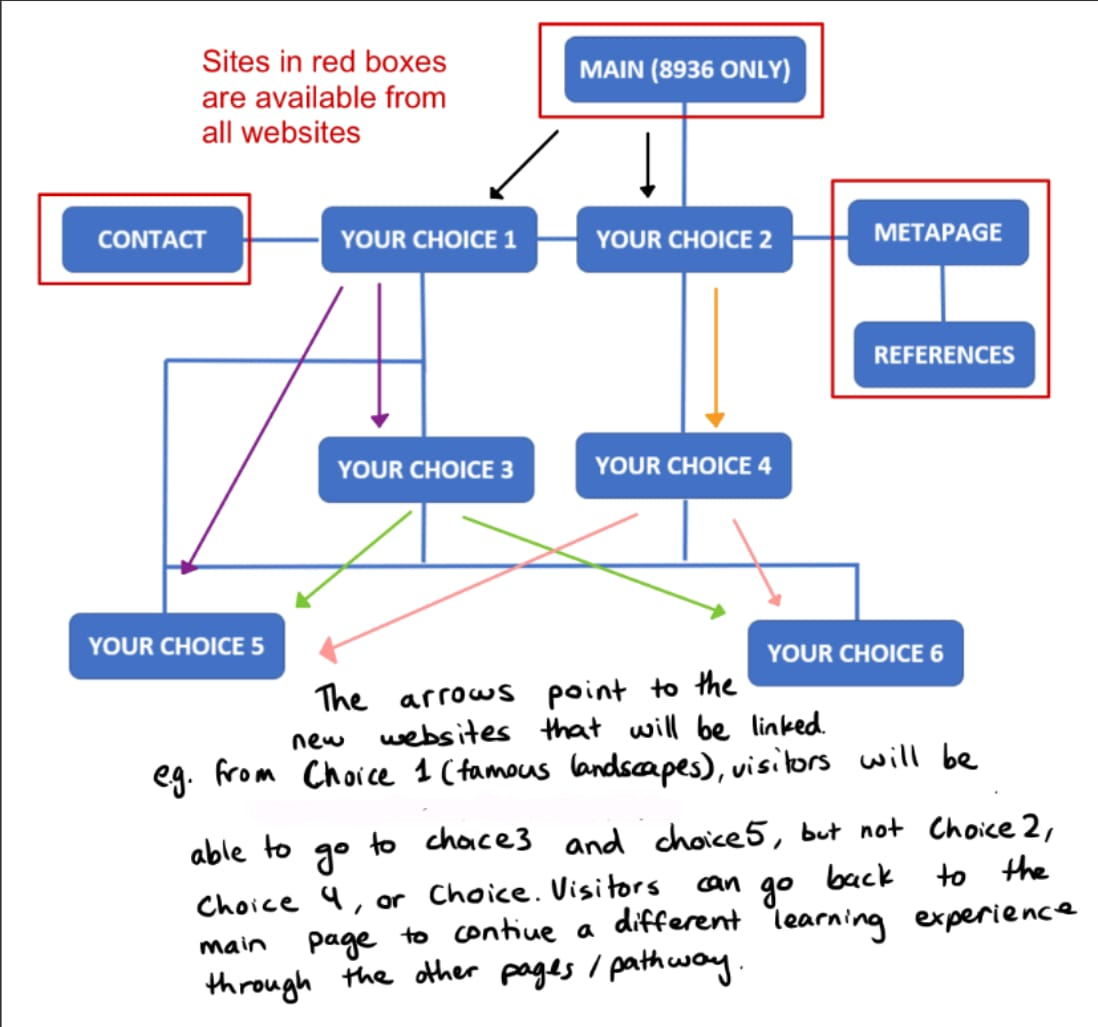 Sites in red boxes
are available from
all websites
MAIN (8936 ONLY)
CONTACT
YOUR CHOICE 1
YOUR CHOICE 2
METAPAGE
REFERENCES
YOUR CHOICE 3
YOUR CHOICE 4
YOUR CHOICE 5
YOUR CHOICE 6
The arrows point to the
new websites that will be linked.
e.g. from Choice 1 (famous landscapes), visitors will be
able to go to choice3 and choice5, but not Choice2,
Choice 4, or Choice. Visitors can go back to the
main page to contiue a different learning experience
through the other pages / pathway.